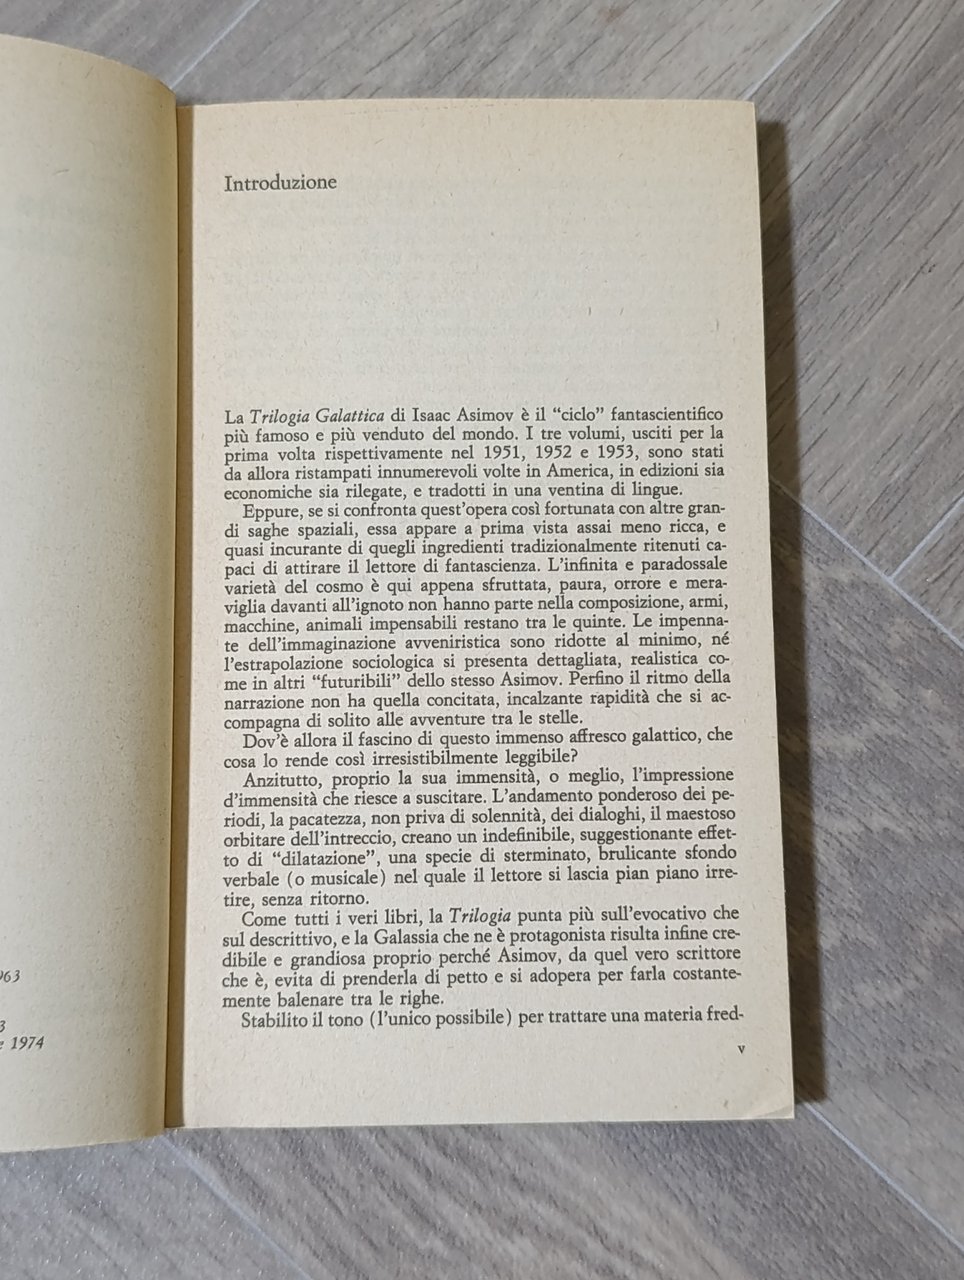 963
3
e 1974
Introduzione
La Trilogia Galattica di Isaac Asimov è il “ciclo” fantascientifico
più famoso e più venduto del mondo. I tre volumi, usciti per la
prima volta rispettivamente nel 1951, 1952 e 1953, sono stati
da allora ristampati innumerevoli volte in America, in edizioni sia
economiche sia rilegate, e tradotti in una ventina di lingue.
Eppure, se si confronta quest'opera così fortunata con altre gran-
di saghe spaziali, essa appare a prima vista assai meno ricca, e
quasi incurante di quegli ingredienti tradizionalmente ritenuti ca-
paci di attirare il lettore di fantascienza. L'infinita e paradossale
varietà del cosmo è qui appena sfruttata, paura, orrore e mera-
viglia davanti all'ignoto non hanno parte nella composizione, armi,
macchine, animali impensabili restano tra le quinte. Le impenna-
te dell'immaginazione avveniristica sono ridotte al minimo, né
l'estrapolazione sociologica si presenta dettagliata, realistica co-
me in altri “futuribili” dello stesso Asimov. Perfino il ritmo della
narrazione non ha quella concitata, incalzante rapidità che si ac-
compagna di solito alle avventure tra le stelle.
Dov'è allora il fascino di questo immenso affresco galattico, che
cosa lo rende così irresistibilmente leggibile?
Anzitutto, proprio la sua immensità, o meglio, l'impressione
d'immensità che riesce a suscitare. L'andamento ponderoso dei pe-
riodi, la pacatezza, non priva di solennità, dei dialoghi, il maestoso
orbitare dell'intreccio, creano un indefinibile, suggestionante effet-
to di “dilatazione”, una specie di sterminato, brulicante sfondo
verbale (o musicale) nel quale il lettore si lascia pian piano irre-
tire, senza ritorno.
Come tutti i veri libri, la Trilogia punta più sull'evocativo che
sul descrittivo, e la Galassia che ne è protagonista risulta infine cre-
dibile e grandiosa proprio perché Asimov, da quel vero scrittore
che è, evita di prenderla di petto e si adopera per farla costante-
mente balenare tra le righe.
Stabilito il tono (l'unico possibile) per trattare una materia fred-
V